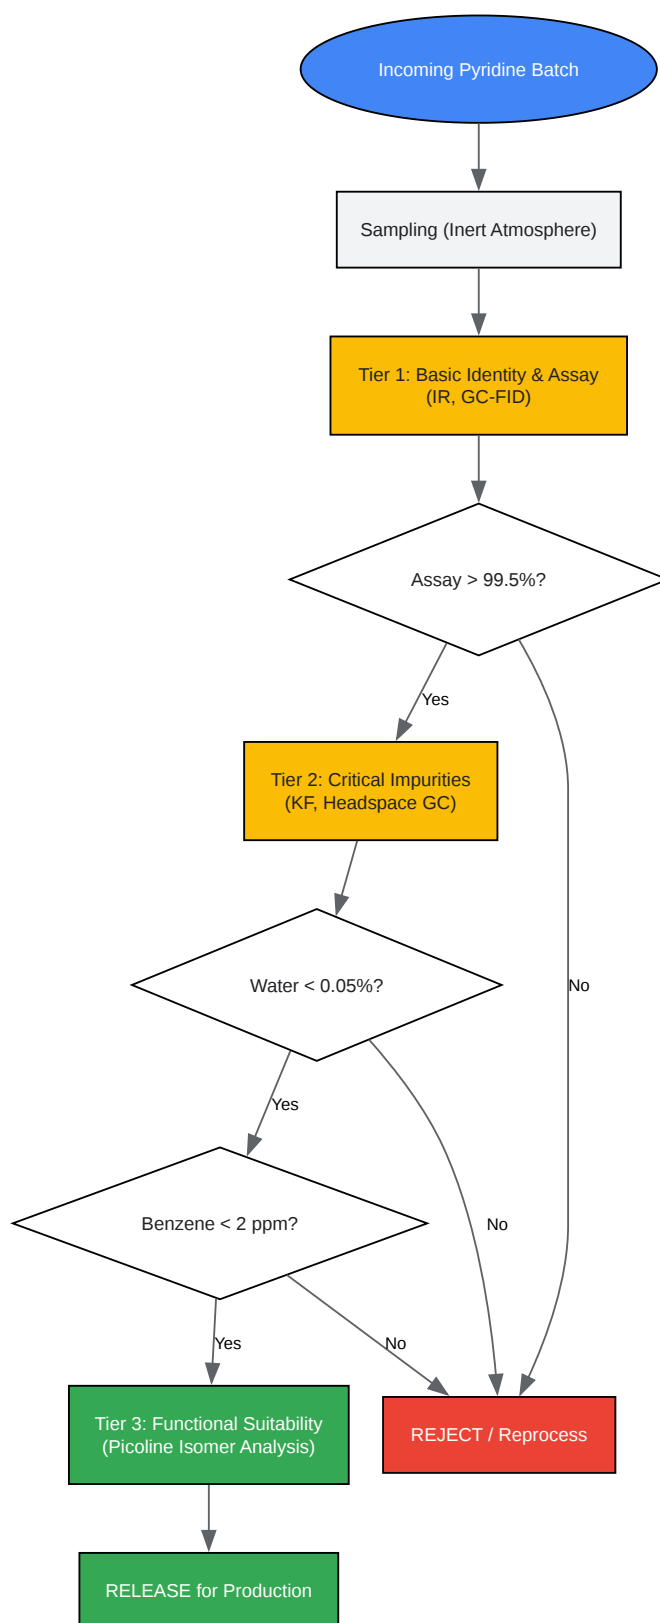 Incoming Pyridine Batch
Sampling (Inert Atmosphere)
Tier 1: Basic Identity & Assay
(IR, GC-FID)
Assay > 99.5%?
Yes
Tier 2: Critical Impurities
(KF, Headspace GC)
Water < 0.05%?
No
Yes
Benzene < 2 ppm?
No
Yes
No
Tier 3: Functional Suitability
(Picoline Isomer Analysis)
REJECT / Reprocess
RELEASE for Production